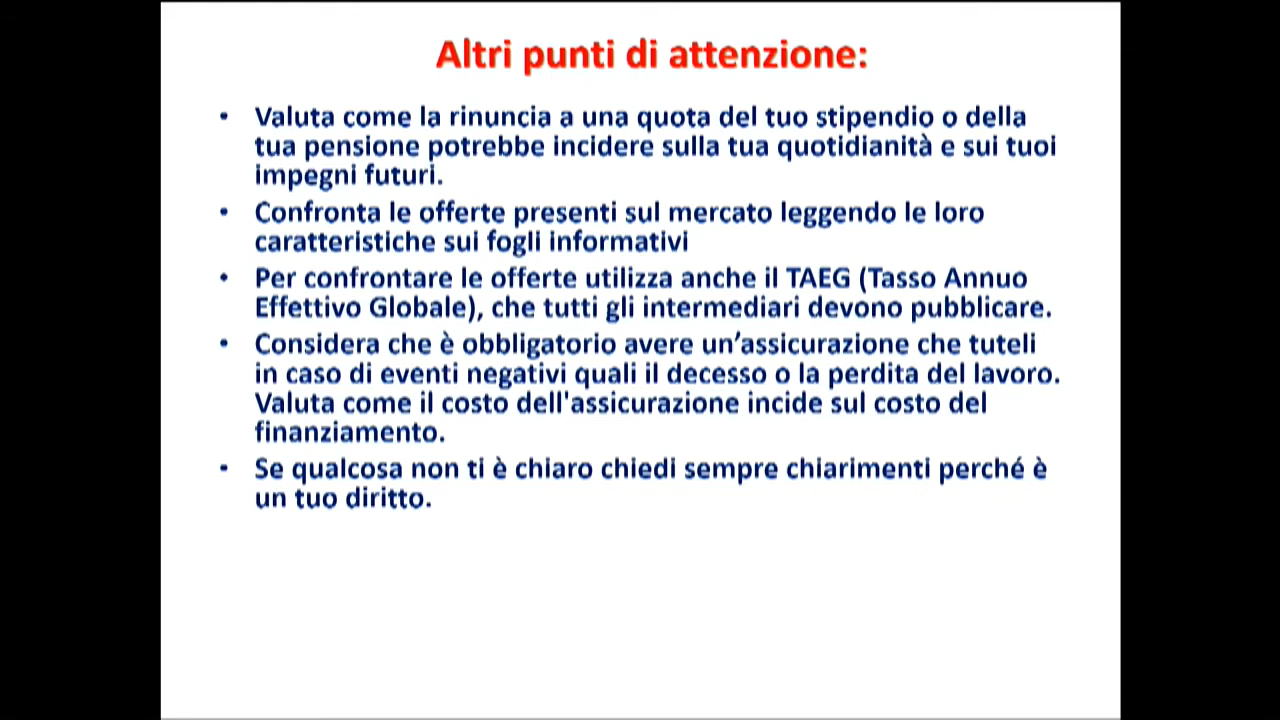 Altri punti di attenzione:
• Valuta come la rinuncia a una quota del tuo stipendio o della
tua pensione potrebbe incidere sulla tua quotidianità e sui tuoi
impegni futuri.
• Confronta le offerte presenti sul mercato leggendo le loro
caratteristiche sui fogli informativi
• Per confrontare le offerte utilizza anche il TAEG (Tasso Annuo
Effettivo Globale), che tutti gli intermediari devono pubblicare.
• Considera che è obbligatorio avere un’assicurazione che tuteli
in caso di eventi negativi quali il decesso o la perdita del lavoro.
Valuta come il costo dell'assicurazione incide sul costo del
finanziamento.
• Se qualcosa non ti è chiaro chiedi sempre chiarimenti perché è
un tuo diritto.